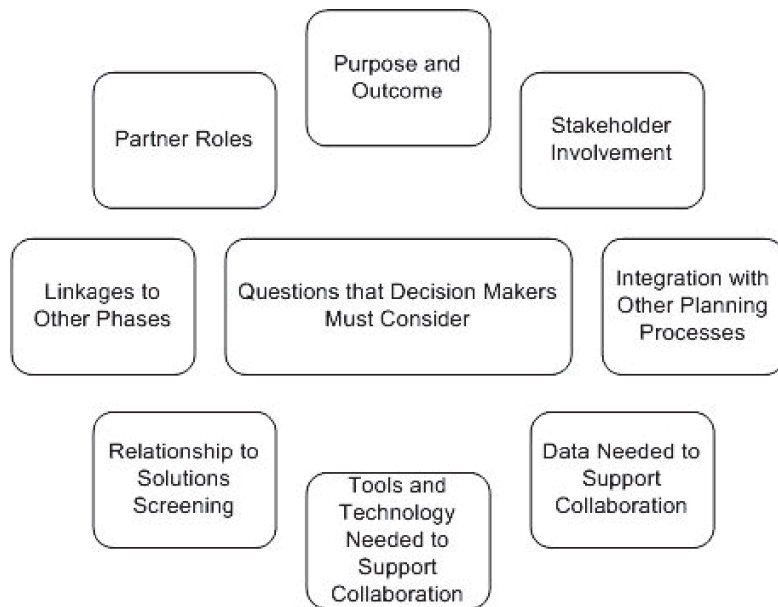 Purpose and
Outcome
Partner Roles
Stakeholder
Involvement
Linkages to
Other Phases
Questions that Decision Makers
Must Consider
Integration with
Other Planning
Processes
Relationship to
Solutions
Screening
Tools and
Technology
Needed to
Support
Collaboration
Data Needed to
Support
Collaboration